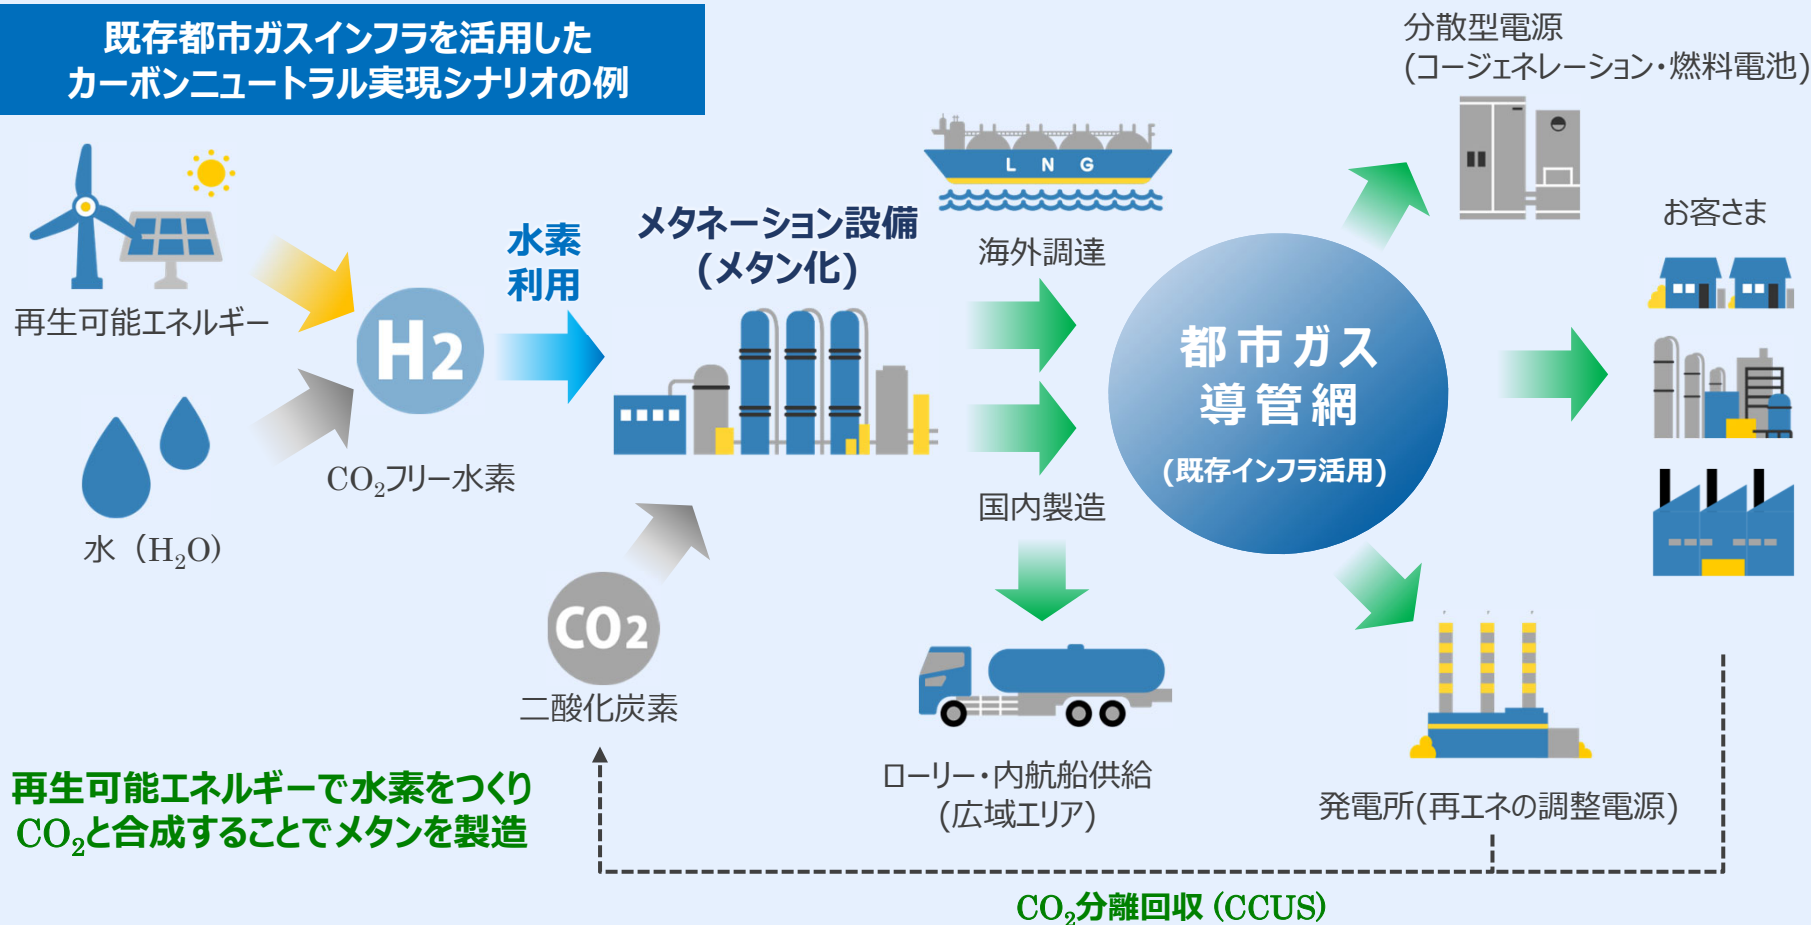 既存都市ガスインフラを活用した
カーボンニュートラル実現シナリオの例
再生可能エネルギー
水（H₂O）
H2
CO₂フリー水素
水素
利用
メタネーション設備
(メタン化)
CO2
二酸化炭素
再生可能エネルギーで水素をつくり
CO₂と合成することでメタンを製造
LNG
海外調達
国内製造
ローリー・内航船供給
(広域エリア)
都市ガス
導管網
(既存インフラ活用)
分散型電源
(コージェネレーション・燃料電池)
お客さま
発電所(再エネの調整電源)
CO₂分離回収 (CCUS)